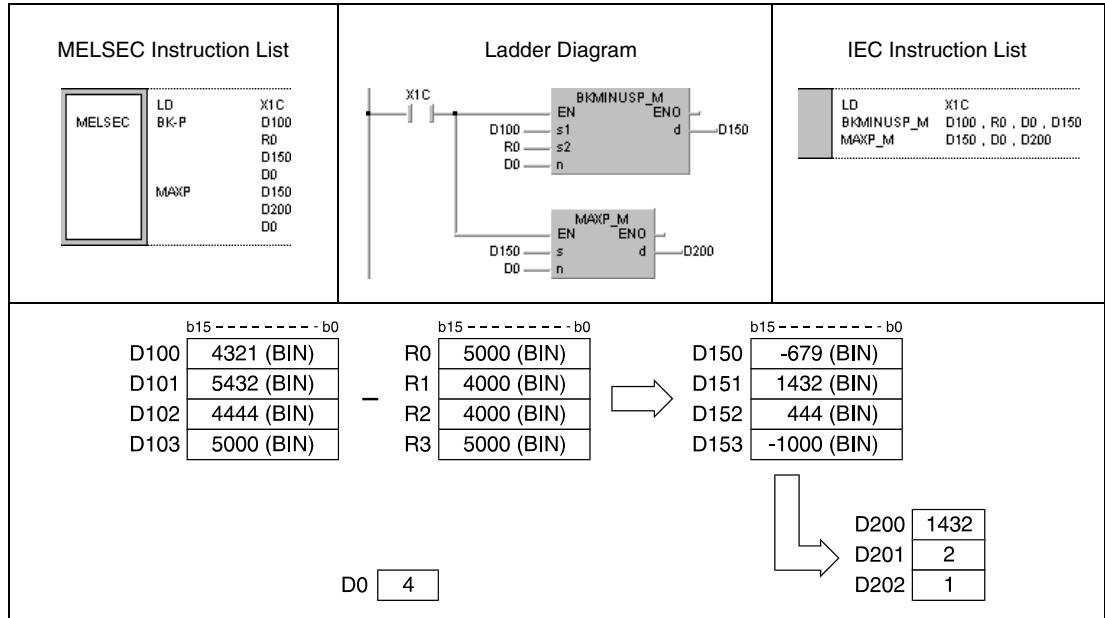 MELSEC Instruction List
MELSEC
LD X1C
BK-P D100
R0
D150
D0
MAXP D150
D200
D0
Ladder Diagram
X1C
BKMINUSP_M
EN ENO
D100 s1 d D150
R0 s2
D0 n
MAXP_M
EN ENO
D150 s d D200
D0 n
IEC Instruction List
LD X1C
BKMINUSP_M D100 , R0 , D0 , D150
MAXP_M D150 , D0 , D200
b15 - - - - - - - - - - b0 b15 - - - - - - - - - - b0 b15 - - - - - - - - - - b0
D100 4321 (BIN) R0 5000 (BIN) D150 -679 (BIN)
D101 5432 (BIN) R1 4000 (BIN) D151 1432 (BIN)
D102 4444 (BIN) – R2 4000 (BIN) D152 444 (BIN)
D103 5000 (BIN) R3 5000 (BIN) D153 -1000 (BIN)
D200 1432
D201 2
D202 1
D0 4